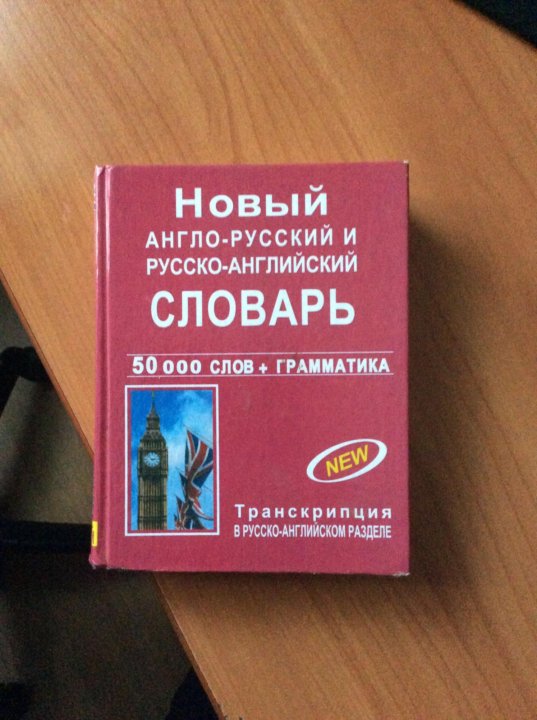 Новый
АНГЛО-РУССКИЙ И
РУССКО-АНГЛИЙСКИЙ
СЛОВАРЬ
50 000 СЛОВ + ГРАММАТИКА
NEW
Транскрипция
В РУССКО-АНГЛИЙСКОМ РАЗДЕЛЕ